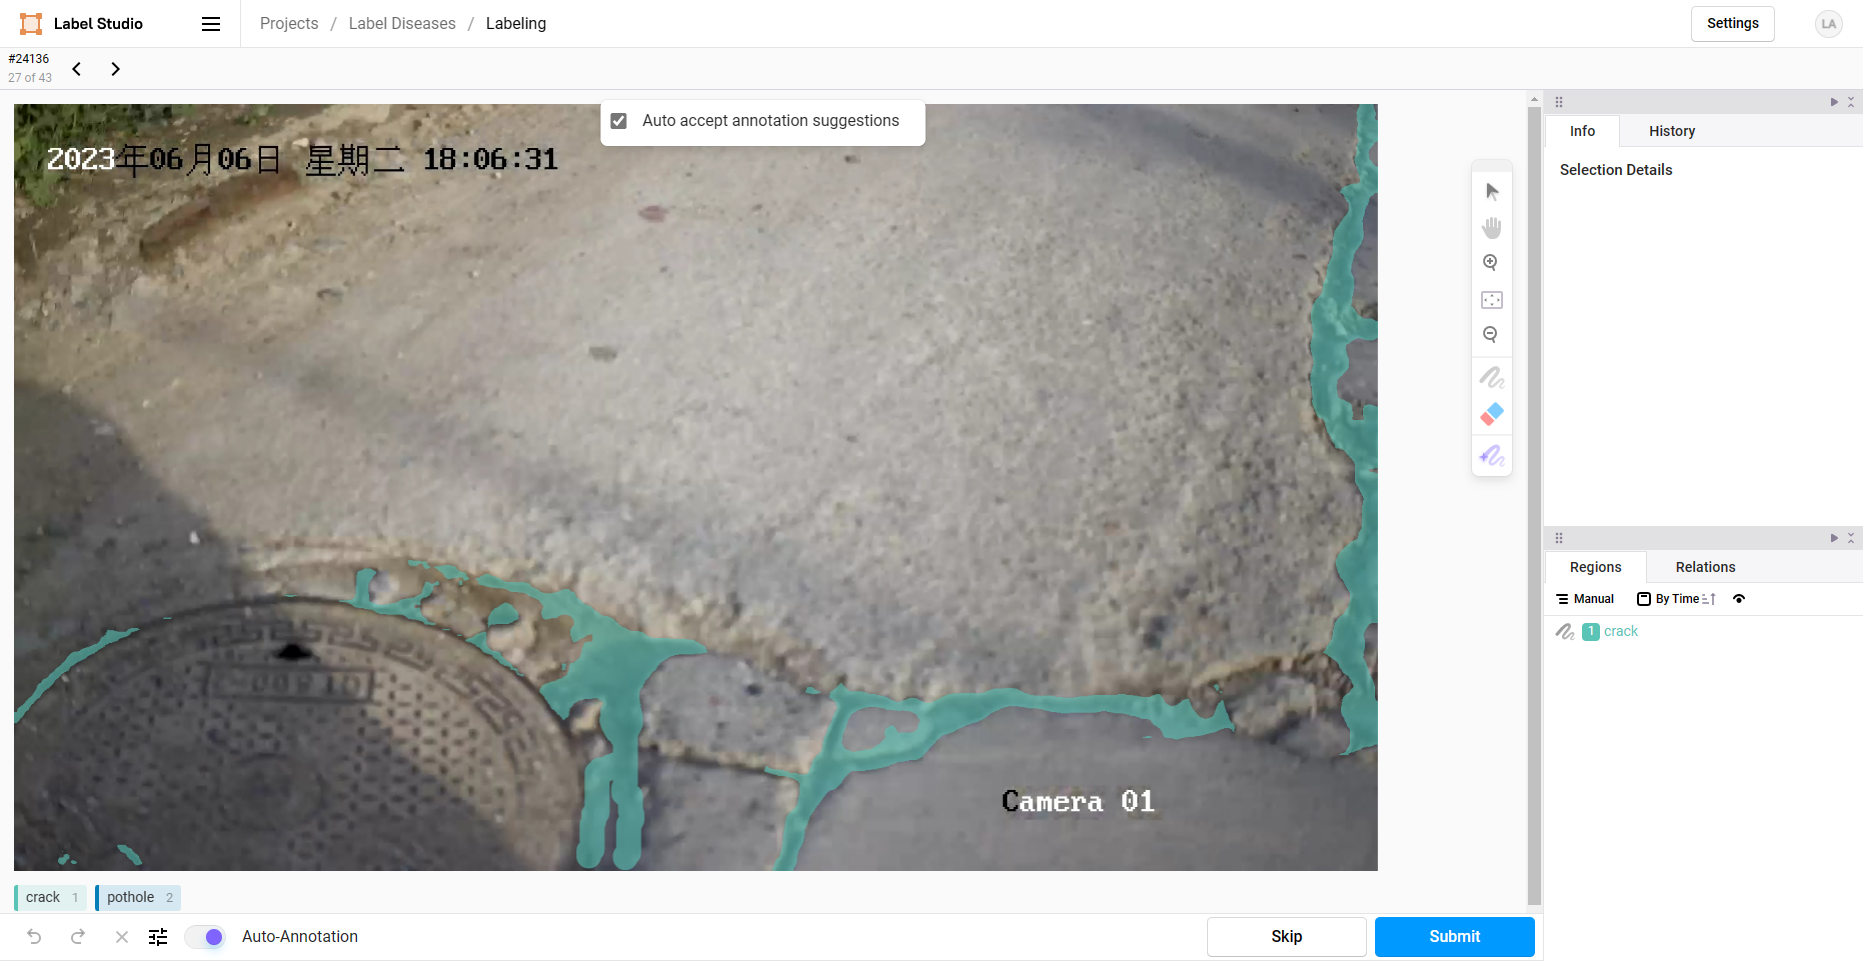 Label Studio
Projects / Label Diseases / Labeling
Settings
LA
#24136
27 of 43
Auto accept annotation suggestions
2023年06月06日 星期二 18:06:31
Camera 01
crack 1
pothole 2
Auto-Annotation
Skip
Submit
Info
History
Selection Details
Regions
Relations
Manual
By Time
1 crack